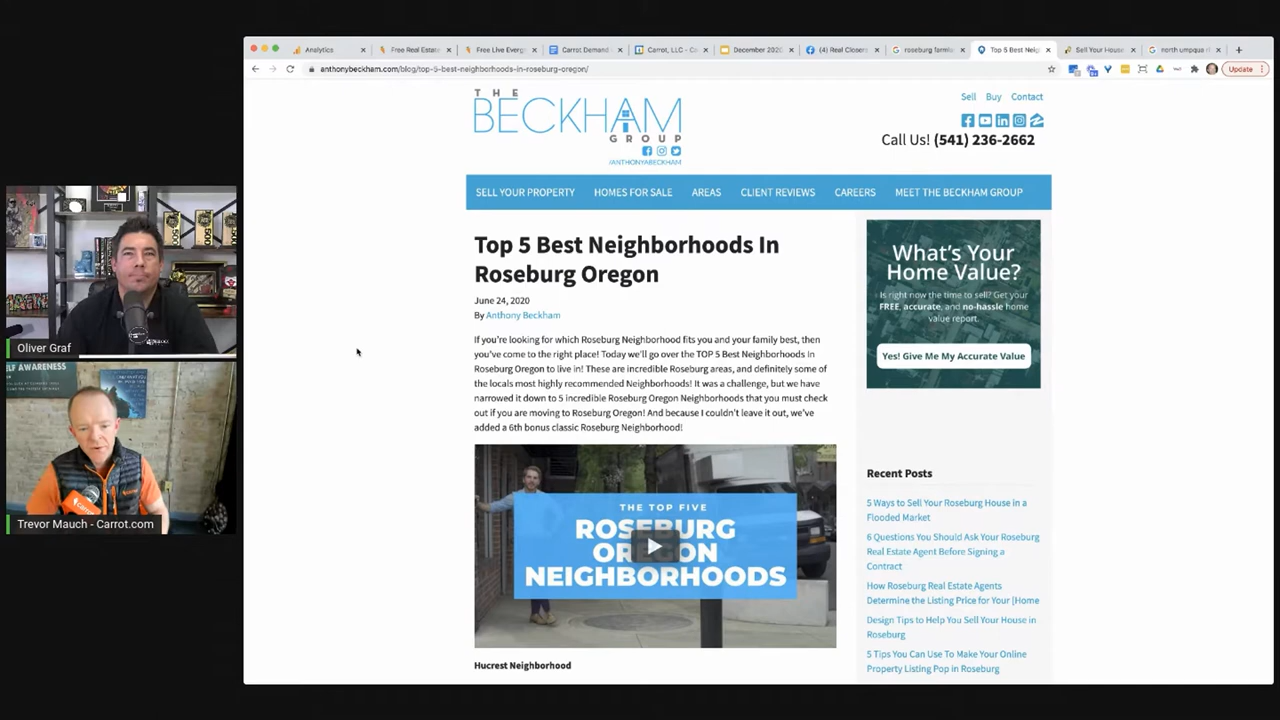 Analytics
Free Real Estate
Free Live Everg
Carrot Demand
Carrot, LLC - Ca
December 2020
(4) Real Closer
roseburg farmla
Top 5 Best Neig
Sell Your House
north umpqua ri
anthonybeckham.com/blog/top-5-best-neighborhoods-in-roseburg-oregon/
Update
THE
BECKHAM
GROUP
/ANTHONYABECKHAM
Sell Buy Contact
Call Us! (541) 236-2662
SELL YOUR PROPERTY HOMES FOR SALE AREAS CLIENT REVIEWS CAREERS MEET THE BECKHAM GROUP
Top 5 Best Neighborhoods In
Roseburg Oregon
June 24, 2020
By Anthony Beckham
If you're looking for which Roseburg Neighborhood fits you and your family best, then
you've come to the right place! Today we'll go over the TOP 5 Best Neighborhoods In
Roseburg Oregon to live in! These are incredible Roseburg areas, and definitely some of
the locals most highly recommended Neighborhoods! It was a challenge, but we have
narrowed it down to 5 incredible Roseburg Oregon Neighborhoods that you must check
out if you are moving to Roseburg Oregon! And because I couldn't leave it out, we've
added a 6th bonus classic Roseburg Neighborhood!
THE TOP FIVE
ROSEBURG
OREGON
NEIGHBORHOODS
Hucrest Neighborhood
What's Your
Home Value?
Is right now the time to sell? Get your
FREE, accurate, and no-hassle home
value report.
Yes! Give Me My Accurate Value
Recent Posts
5 Ways to Sell Your Roseburg House in a
Flooded Market
6 Questions You Should Ask Your Roseburg
Real Estate Agent Before Signing a
Contract
How Roseburg Real Estate Agents
Determine the Listing Price for Your [Home
Design Tips to Help You Sell Your House in
Roseburg
5 Tips You Can Use To Make Your Online
Property Listing Pop in Roseburg
Oliver Graf
SELF AWARENESS
Trevor Mauch - Carrot.com